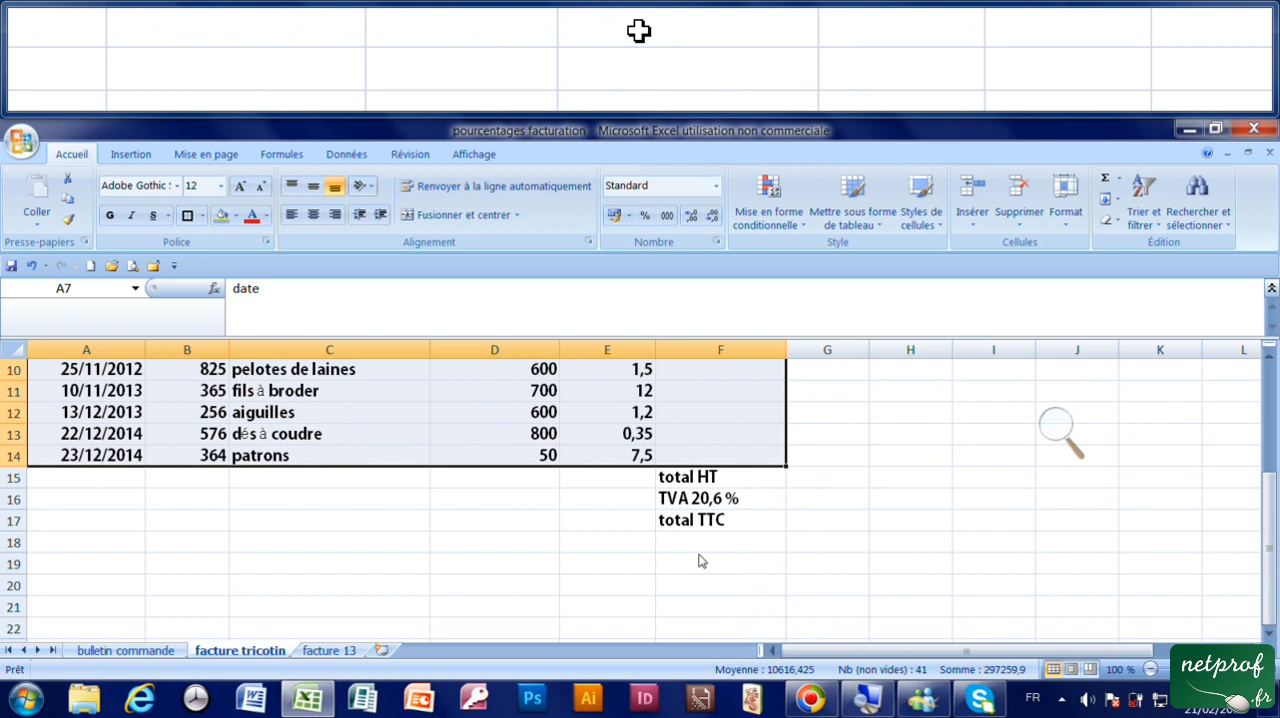 pourcentages facturation - Microsoft Excel utilisation non commerciale
Accueil Insertion Mise en page Formules Données Révision Affichage
Coller
Adobe Gothic S 12
Renvoyer à la ligne automatiquement
Standard
G I S
Fusionner et centrer
% 000
Mise en forme conditionnelle
Mettre sous forme de tableau
Styles de cellules
Insérer Supprimer Format
Trier et filtrer
Rechercher et sélectionner
Presse-papiers Police Alignement Nombre Style Cellules Édition
A7 fx date
A B C D E F G H I J K L
10 25/11/2012 825 pelotes de laines 600 1,5
11 10/11/2013 365 fils à broder 700 12
12 13/12/2013 256 aiguilles 600 1,2
13 22/12/2014 576 dés à coudre 800 0,35
14 23/12/2014 364 patrons 50 7,5
15 total HT
16 TVA 20,6 %
17 total TTC
18
19
20
21
22
bulletin commande facture tricotin facture 13
Prêt Moyenne : 10616,425 Nb (non vides) : 41 Somme : 297259,9 100 %
Ps Ai ID FR
netprof.fr